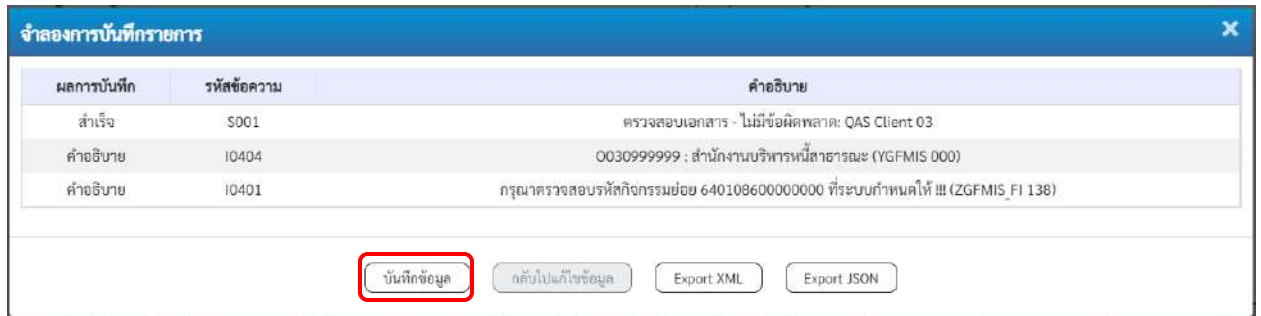 จำลองการบันทึกรายการ
ผลการบันทึก รหัสข้อความ คำอธิบาย
สำเร็จ S001 ตรวจสอบเอกสาร - ไม่มีข้อผิดพลาด: QAS Client 03
คำอธิบาย I0404 O030999999 : สำนักงานบริหารหนี้สาธารณะ (YGFMIS 000)
คำอธิบาย I0401 กรุณาตรวจสอบรหัสกิจกรรมย่อย 640108600000000 ที่ระบบกำหนดให้ !!! (ZGFMIS_FI 138)
บันทึกข้อมูล กลับไปแก้ไขข้อมูล Export XML Export JSON